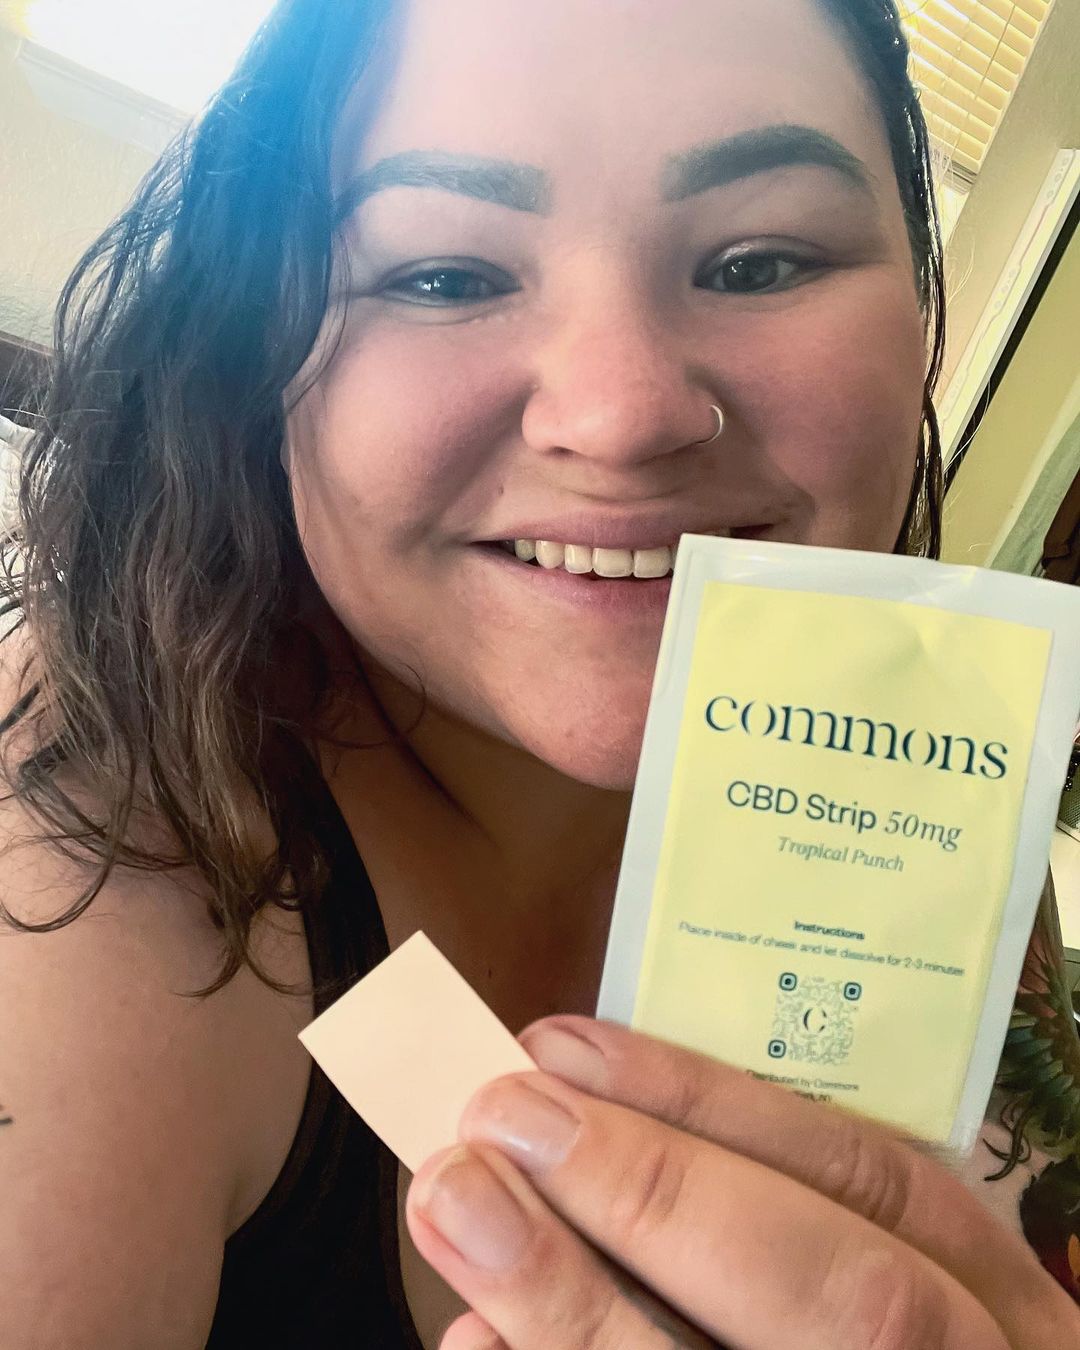 commons
CBD Strip 50mg
Tropical Punch
Instructions
Place inside of cheek and let dissolve for 2-3 minutes
C
Distributed by Commons
NY